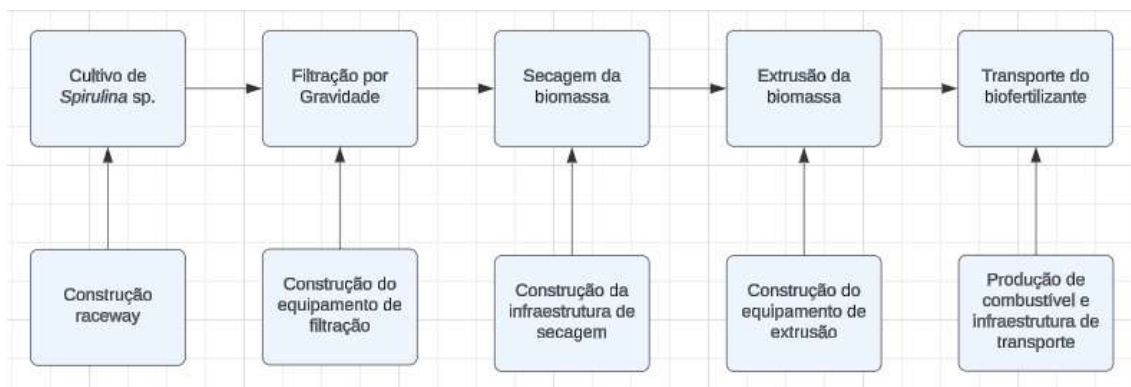 Cultivo de
Spirulina sp.
Filtração por
Gravidade
Secagem da
biomassa
Extrusão da
biomassa
Transporte do
biofertilizante
Construção
raceway
Construção do
equipamento de
filtração
Construção da
infraestrutura de
secagem
Construção do
equipamento de
extrusão
Produção de
combustível e
infraestrutura de
transporte